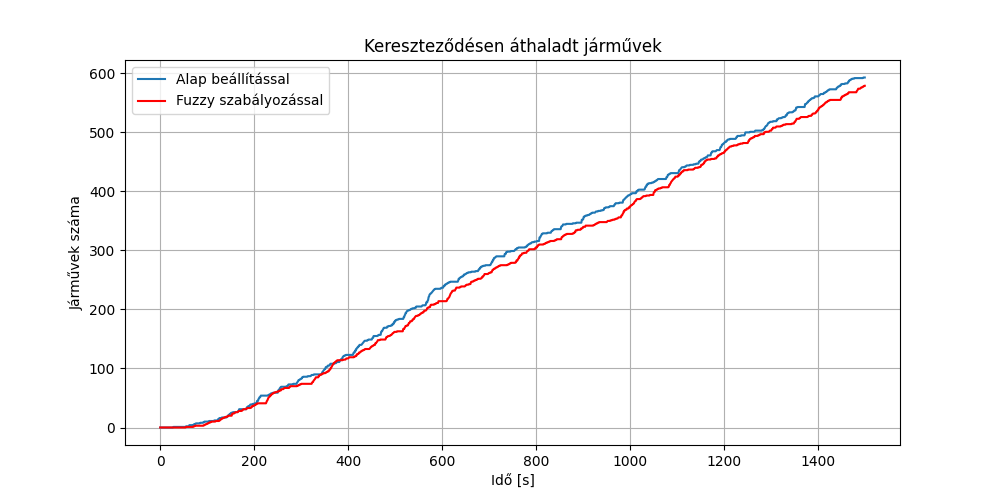 Kereszteződésen áthaladt járművek
Alap beállítással
Fuzzy szabályozással
Járművek száma
600
500
400
300
200
100
0
0 200 400 600 800 1000 1200 1400
Idő [s]